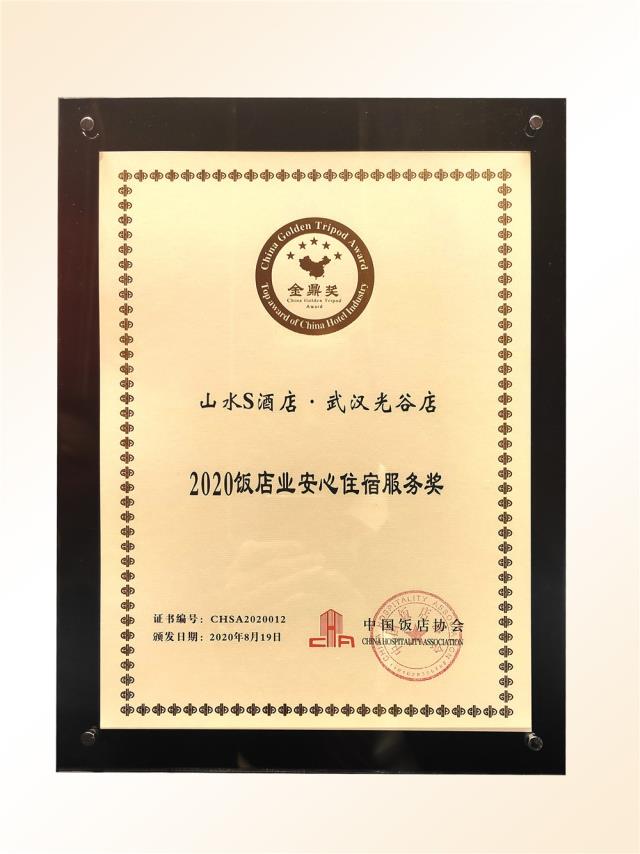 China Golden Tripod Award
金鼎奖
China Golden Tripod
Award
Top award of China Hotel Industry
山水S酒店·武汉光谷店
2020饭店业安心住宿服务奖
证书编号：CHSA2020012
颁发日期：2020年8月19日
CHA
中国饭店协会
CHINA HOSPITALITY ASSOCIATION